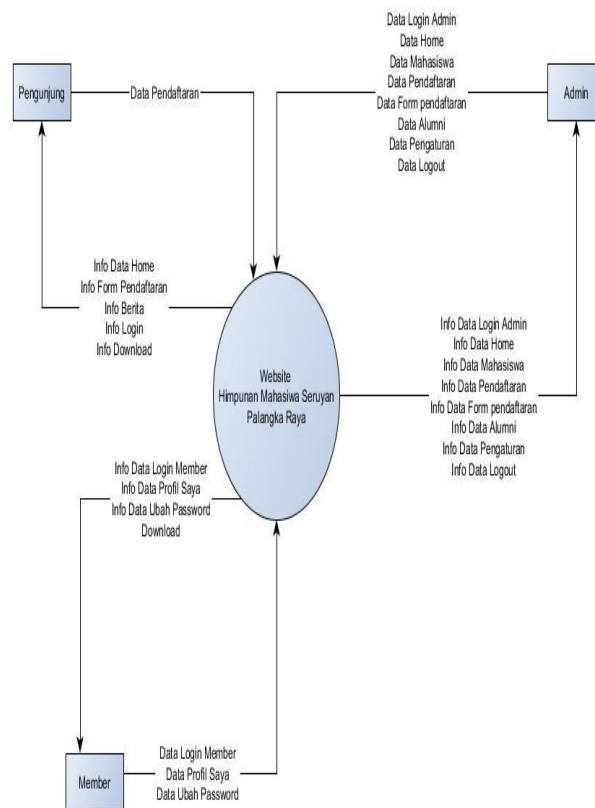 Data Login Admin
Data Home
Data Mahasiswa
Data Pendaftaran
Data Form pendaftaran
Data Alumni
Data Pengaturan
Data Logout
Pengunjung
Data Pendaftaran
Admin
Info Data Home
Info Form Pendaftaran
Info Berita
Info Login
Info Download
Website
Himpunan Mahasiwa Seruyan
Palangka Raya
Info Data Login Admin
Info Data Home
Info Data Mahasiswa
Info Data Pendaftaran
Info Data Form pendaftaran
Info Data Alumni
Info Data Pengaturan
Info Data Logout
Info Data Login Member
Info Data Profil Saya
Info Data Ubah Password
Download
Member
Data Login Member
Data Profil Saya
Data Ubah Password